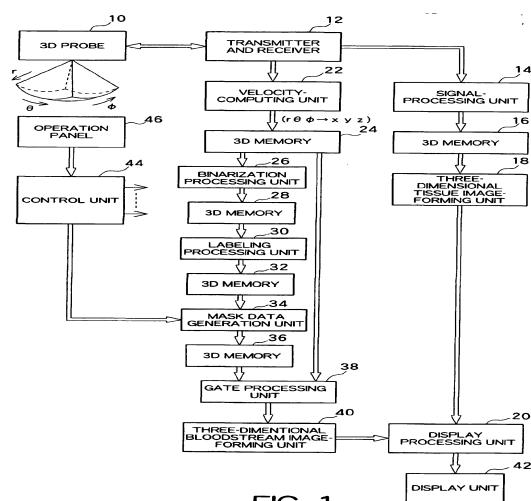 10
3D PROBE
12
TRANSMITTER
AND RECEIVER
r
θ
ϕ
22
VELOCITY-
COMPUTING UNIT
14
SIGNAL-
PROCESSING UNIT
46
OPERATION
PANEL
(r θ ϕ→x y z)
24
3D MEMORY
16
3D MEMORY
44
CONTROL UNIT
26
BINARIZATION
PROCESSING UNIT
18
THREE-
DIMENSIONAL
TISSUE IMAGE-
FORMING UNIT
28
3D MEMORY
30
LABELING
PROCESSING UNIT
32
3D MEMORY
34
MASK DATA
GENERATION UNIT
36
3D MEMORY
38
GATE PROCESSING
UNIT
40
THREE-DIMENTIONAL
BLOODSTREAM IMAGE-
FORMING UNIT
20
DISPLAY
PROCESSING UNIT
42
DISPLAY UNIT
FIG. 1